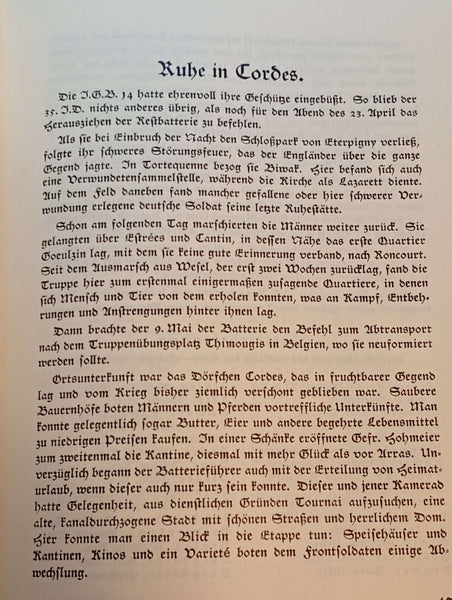 Ruhe in Cordes.
Die J.G.B. 14 hatte ehrenvoll ihre Geschütze eingebüßt. So blieb der
35. I.D. nichts anderes übrig, als noch für den Abend des 23. April das
Herausziehen der Restbatterie zu befehlen.
Als sie bei Einbruch der Nacht den Schloßpark von Eterpigny verließ,
folgte ihr schweres Störungsfeuer, das der Engländer über die ganze
Gegend jagte. In Tortequenne bezog sie Biwak. Hier befand sich auch
eine Verwundetensammelstelle, während die Kirche als Lazarett diente.
Auf dem Feld daneben fand mancher gefallene oder hier schwerer Ver-
wundung erlegene deutsche Soldat seine letzte Ruhestätte.
Schon am folgenden Tag marschierten die Männer weiter zurück. Sie
gelangten über Estrées und Cantin, in dessen Nähe das erste Quartier
Goeulzin lag, mit dem sie keine gute Erinnerung verband, nach Roncourt.
Seit dem Ausmarsch aus Wesel, der erst zwei Wochen zurücklag, fand die
Truppe hier zum erstenmal einigermaßen zusagende Quartiere, in denen
sich Mensch und Tier von dem erholen konnten, was an Kampf, Entbeh-
rungen und Anstrengungen hinter ihnen lag.
Dann brachte der 9. Mai der Batterie den Befehl zum Abtransport
nach dem Truppenübungsplatz Thimougis in Belgien, wo sie neuformiert
werden sollte.
Ortsunterkunft war das Dörfchen Cordes, das in fruchtbarer Gegend
lag und vom Krieg bisher ziemlich verschont geblieben war. Saubere
Bauernhöfe boten Männern und Pferden vortreffliche Unterkünfte. Man
konnte gelegentlich sogar Butter, Eier und andere begehrte Lebensmittel
zu niedrigen Preisen kaufen. In einer Schänke eröffnete Gefr. Hohmeier
zum zweitenmal die Kantine, diesmal mit mehr Glück als vor Arras. Un-
verzüglich begann der Batterieführer auch mit der Erteilung von Heimat-
urlaub, wenn dieser auch nur kurz sein konnte. Dieser und jener Kamerad
hatte Gelegenheit, aus dienstlichen Gründen Tournai aufzusuchen, eine
alte, kanaldurchzogene Stadt mit schönen Straßen und herrlichem Dom.
Hier konnte man einen Blick in die Etappe tun: Speisehäuser und
Kantinen, Kinos und ein Varieté boten dem Frontsoldaten einige Ab-
wechslung.